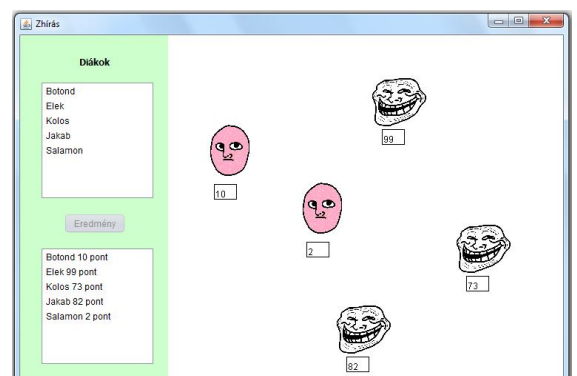 Zhírás
Diákok
Botond
Elek
Kolos
Jakab
Salamon
Eredmény
Botond 10 pont
Elek 99 pont
Kolos 73 pont
Jakab 82 pont
Salamon 2 pont
99
10
2
73
82